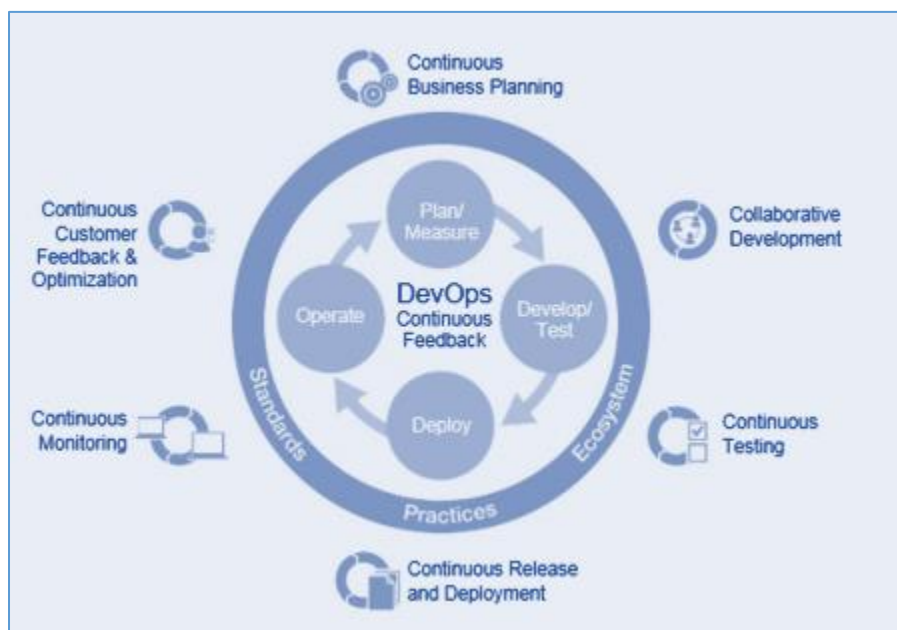 Continuous
Business Planning
Continuous
Customer
Feedback &
Optimization
Collaborative
Development
Plan/
Measure
Operate
DevOps
Continuous
Feedback
Develop/
Test
Deploy
Continuous
Monitoring
Continuous
Testing
Standards
Practices
Ecosystem
Continuous Release
and Deployment